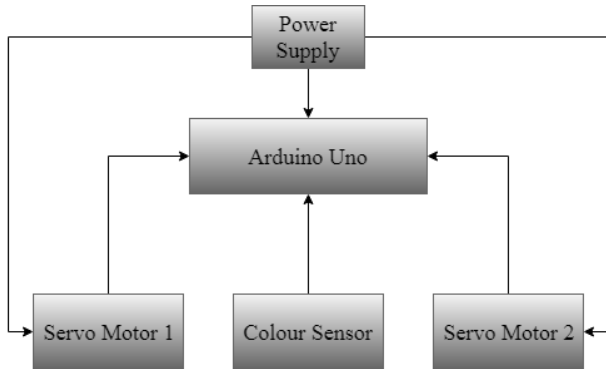 Power
Supply
Arduino Uno
Servo Motor 1
Colour Sensor
Servo Motor 2